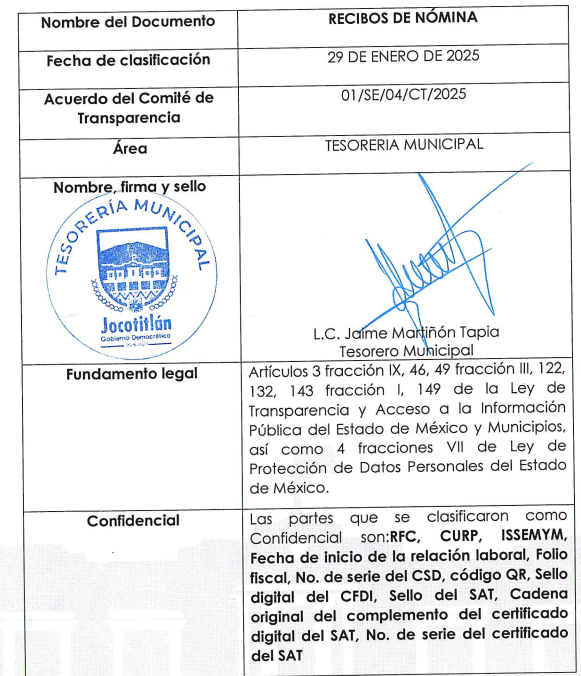 Nombre del Documento
RECIBOS DE NÓMINA
Fecha de clasificación
29 DE ENERO DE 2025
Acuerdo del Comité de
Transparencia
01/SE/04/CT/2025
Área
TESORERIA MUNICIPAL
Nombre, firma y sello
TESORERÍA MUNICIPAL
Jocotitlán
Gobierno Democrático
L.C. Jaime Martiñón Tapia
Tesorero Municipal
Fundamento legal
Artículos 3 fracción IX, 46, 49 fracción III, 122,
132, 143 fracción I, 149 de la Ley de
Transparencia y Acceso a la Información
Pública del Estado de México y Municipios,
así como 4 fracciones VII de Ley de
Protección de Datos Personales del Estado
de México.
Confidencial
Las partes que se clasificaron como
Confidencial son:RFC, CURP, ISSEMYM,
Fecha de inicio de la relación laboral, Folio
fiscal, No. de serie del CSD, código QR, Sello
digital del CFDI, Sello del SAT, Cadena
original del complemento del certificado
digital del SAT, No. de serie del certificado
del SAT